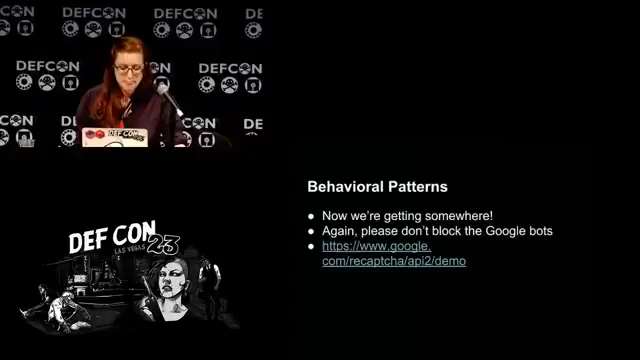 DEFCON
DEFCON
DEFCON
DEFCON
DEF CON
DEFCON
DEF CON 23
LAS VEGAS
Behavioral Patterns
● Now we're getting somewhere!
● Again, please don't block the Google bots
● https://www.google.
com/recaptcha/api2/demo